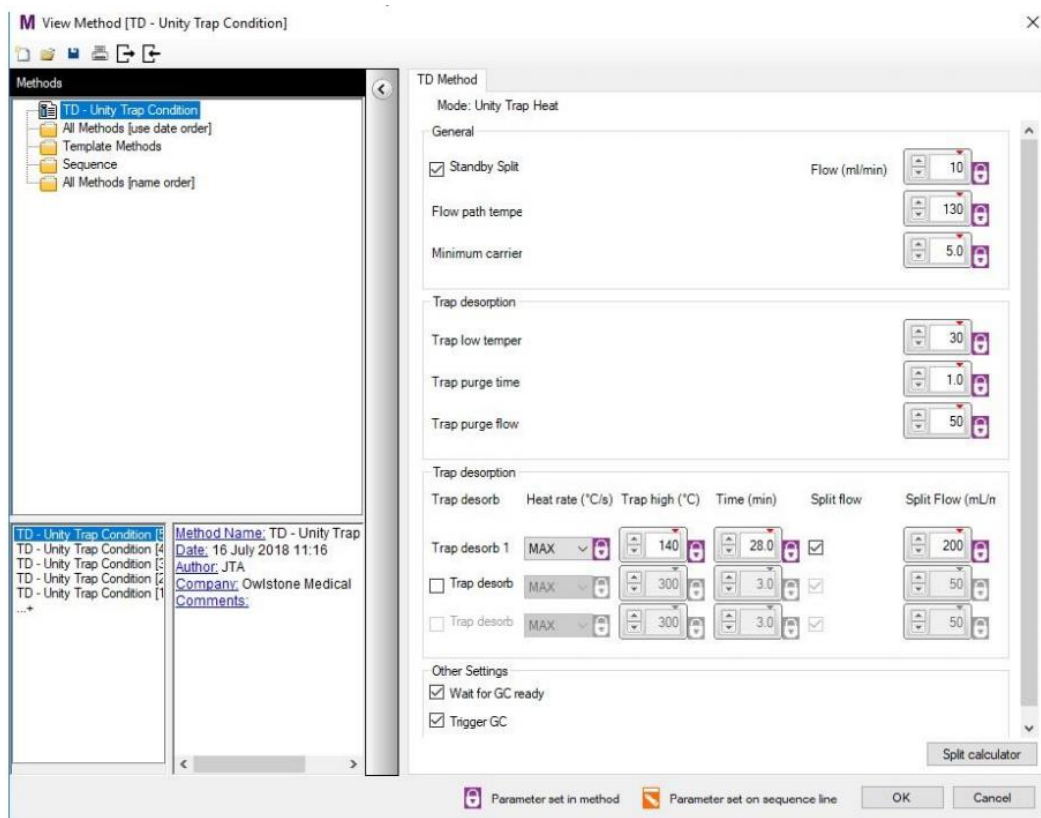 M View Method [TD - Unity Trap Condition]
Methods
TD - Unity Trap Condition
All Methods [use date order]
Template Methods
Sequence
All Methods [name order]
TD - Unity Trap Condition [5
TD - Unity Trap Condition [4
TD - Unity Trap Condition [3
TD - Unity Trap Condition [2
TD - Unity Trap Condition [1
...+
Method Name: TD - Unity Trap
Date: 16 July 2018 11:16
Author: JTA
Company: Owlstone Medical
Comments:
TD Method
Mode: Unity Trap Heat
General
Standby Split Flow (ml/min) 10
Flow path tempe 130
Minimum carrier 5.0
Trap desorption
Trap low temper 30
Trap purge time 1.0
Trap purge flow 50
Trap desorption
Trap desorb Heat rate (°C/s) Trap high (°C) Time (min) Split flow Split Flow (mL/n
Trap desorb 1 MAX 140 28.0 200
Trap desorb MAX 300 3.0 50
Trap desorb MAX 300 3.0 50
Other Settings
Wait for GC ready
Trigger GC
Split calculator
Parameter set in method Parameter set on sequence line OK Cancel